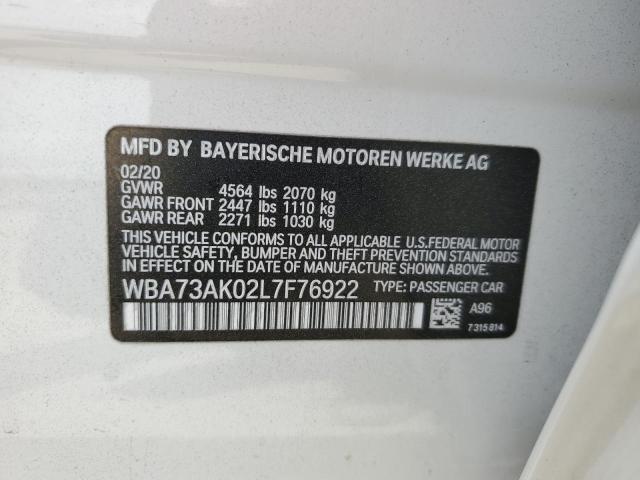 MFD BY BAYERISCHE MOTOREN WERKE AG
02/20
GVWR 4564 lbs 2070 kg
GAWR FRONT 2447 lbs 1110 kg
GAWR REAR 2271 lbs 1030 kg
THIS VEHICLE CONFORMS TO ALL APPLICABLE U.S.FEDERAL MOTOR
VEHICLE SAFETY, BUMPER AND THEFT PREVENTION STANDARDS
IN EFFECT ON THE DATE OF MANUFACTURE SHOWN ABOVE.
WBA73AK02L7F76922 TYPE: PASSENGER CAR
A96
7315814